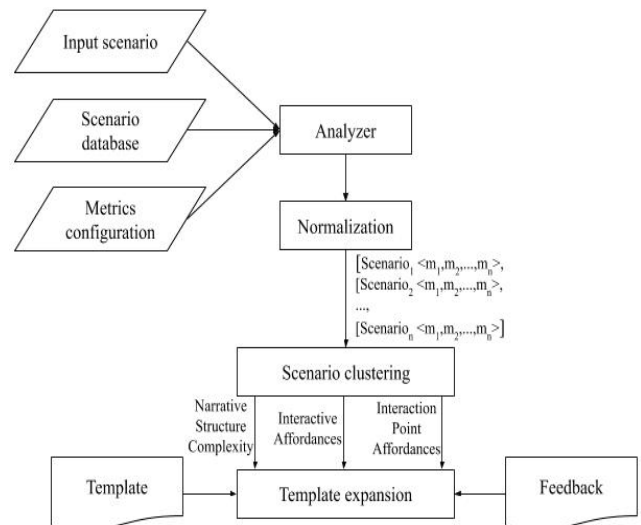 Input scenario
Scenario
database
Metrics
configuration
Analyzer
Normalization
[Scenario1 <m1,m2,...,mn>,
[Scenario2 <m1,m2,...,mn>,
...,
[Scenarion <m1,m2,...,mn>]
Scenario clustering
Narrative
Structure
Complexity
Interactive
Affordances
Interaction
Point
Affordances
Template
Template expansion
Feedback